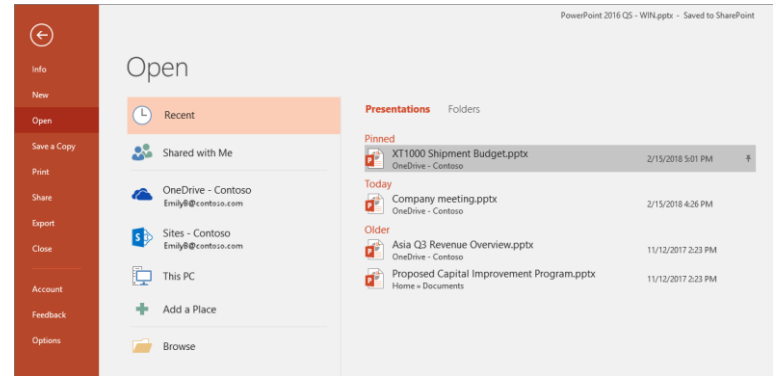 PowerPoint 2016 QS - WIN.pptx - Saved to SharePoint
Info
New
Open
Save a Copy
Print
Share
Export
Close
Account
Feedback
Options
Open
Recent
Shared with Me
OneDrive - Contoso
EmilyB@contoso.com
Sites - Contoso
EmilyB@contoso.com
This PC
Add a Place
Browse
Presentations Folders
Pinned
XT1000 Shipment Budget.pptx 2/15/2018 5:01 PM
OneDrive - Contoso
Today
Company meeting.pptx 2/15/2018 4:26 PM
OneDrive - Contoso
Older
Asia Q3 Revenue Overview.pptx 11/12/2017 2:23 PM
OneDrive - Contoso
Proposed Capital Improvement Program.pptx 11/12/2017 2:23 PM
Home » Documents